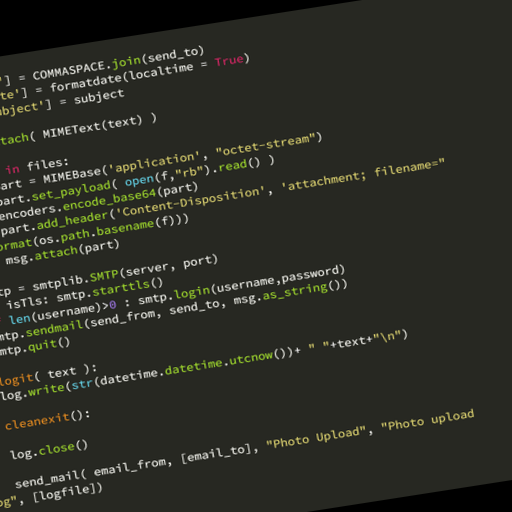 '] = COMMASPACE.join(send_to)
te'] = formatdate(localtime = True)
ubject'] = subject
tach( MIMEText(text) )
in files:
part = MIMEBase('application', "octet-stream")
part.set_payload( open(f,"rb").read() )
encoders.encode_base64(part)
part.add_header('Content-Disposition', 'attachment; filename="
ormat(os.path.basename(f)))
msg.attach(part)
tp = smtplib.SMTP(server, port)
isTls: smtp.starttls()
len(username)>0 : smtp.login(username,password)
mtp.sendmail(send_from, send_to, msg.as_string())
mtp.quit()
logit( text ):
log.write(str(datetime.datetime.utcnow())+ " "+text+"\n")
cleanexit():
log.close()
send_mail( email_from, [email_to], "Photo Upload", "Photo upload
og", [logfile])